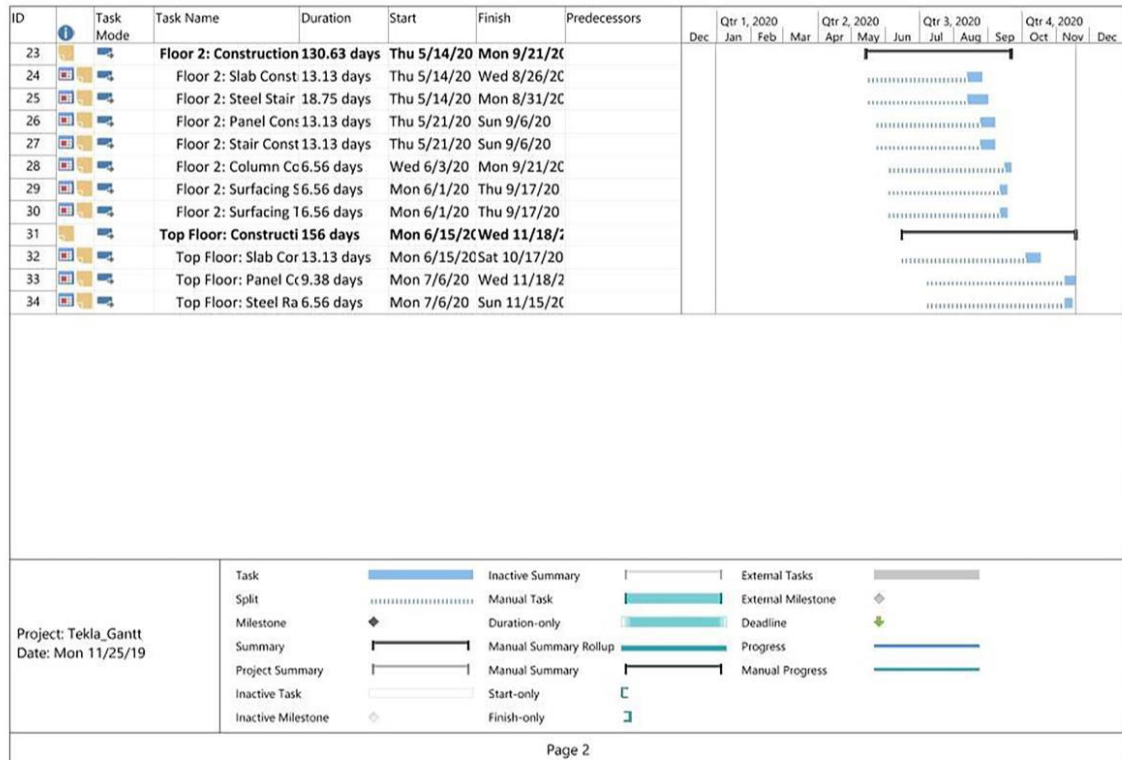 ID Task Mode Task Name Duration Start Finish Predecessors Qtr 1, 2020 Qtr 2, 2020 Qtr 3, 2020 Qtr 4, 2020
Dec Jan Feb Mar Apr May Jun Jul Aug Sep Oct Nov Dec
23 Floor 2: Construction 130.63 days Thu 5/14/20 Mon 9/21/20
24 Floor 2: Slab Const 13.13 days Thu 5/14/20 Wed 8/26/20
25 Floor 2: Steel Stair 18.75 days Thu 5/14/20 Mon 8/31/20
26 Floor 2: Panel Cons 13.13 days Thu 5/21/20 Sun 9/6/20
27 Floor 2: Stair Const 13.13 days Thu 5/21/20 Sun 9/6/20
28 Floor 2: Column Cc 6.56 days Wed 6/3/20 Mon 9/21/20
29 Floor 2: Surfacing S 6.56 days Mon 6/1/20 Thu 9/17/20
30 Floor 2: Surfacing T 6.56 days Mon 6/1/20 Thu 9/17/20
31 Top Floor: Constructi 156 days Mon 6/15/20 Wed 11/18/2
32 Top Floor: Slab Cor 13.13 days Mon 6/15/20 Sat 10/17/20
33 Top Floor: Panel Cc 9.38 days Mon 7/6/20 Wed 11/18/2
34 Top Floor: Steel Ra 6.56 days Mon 7/6/20 Sun 11/15/20
Project: Tekla_Gantt
Date: Mon 11/25/19
Task Inactive Summary External Tasks
Split Manual Task External Milestone
Milestone Duration-only Deadline
Summary Manual Summary Rollup Progress
Project Summary Manual Summary Manual Progress
Inactive Task Start-only
Inactive Milestone Finish-only
Page 2